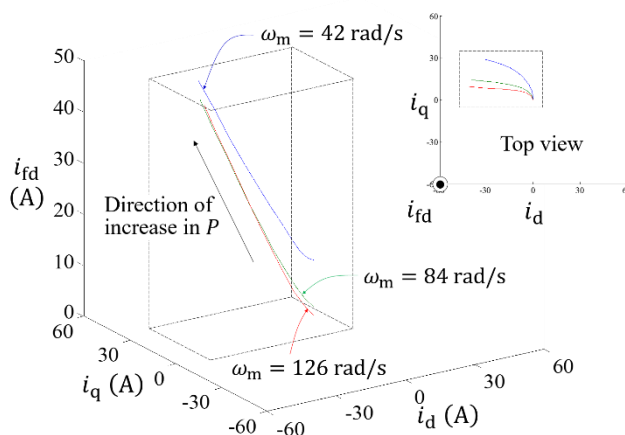 ω_m = 42 rad/s
50
40
30
20
10
0
i_fd
(A)
Direction of
increase in P
ω_m = 84 rad/s
ω_m = 126 rad/s
60
30
0
-30
-60
i_q (A)
-60
-30
0
30
60
i_d (A)
60
30
0
-30
-60
i_q
Top view
-30
0
30
60
i_fd
i_d